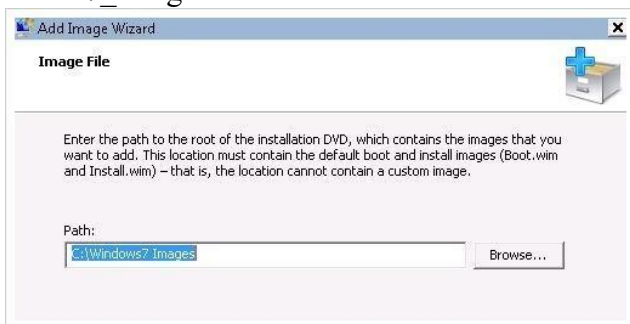 Add Image Wizard
Image File
Enter the path to the root of the installation DVD, which contains the images that you
want to add. This location must contain the default boot and install images (Boot.wim
and Install.wim) – that is, the location cannot contain a custom image.
Path:
C:\Windows7 Images
Browse...